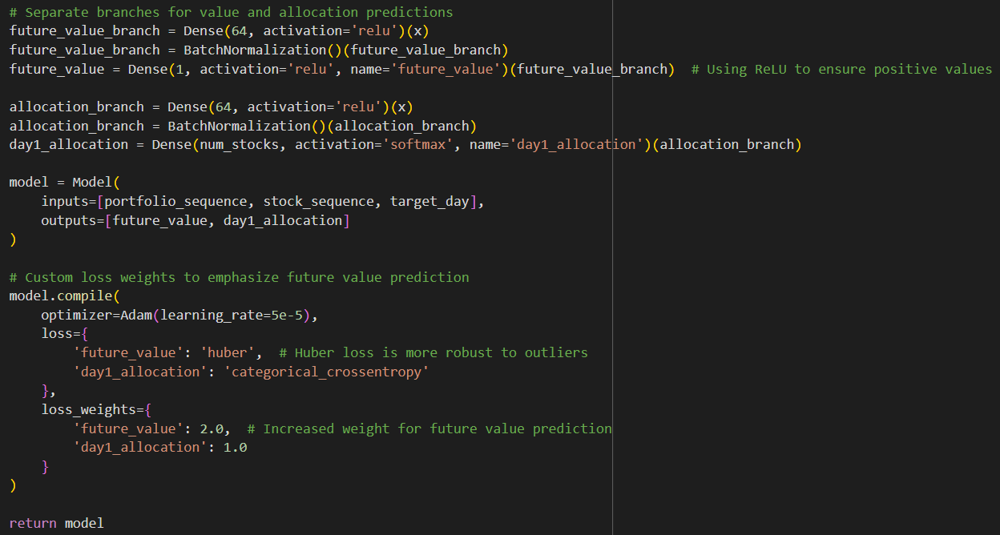 # Separate branches for value and allocation predictions
future_value_branch = Dense(64, activation='relu')(x)
future_value_branch = BatchNormalization()(future_value_branch)
future_value = Dense(1, activation='relu', name='future_value')(future_value_branch)  # Using ReLU to ensure positive values

allocation_branch = Dense(64, activation='relu')(x)
allocation_branch = BatchNormalization()(allocation_branch)
day1_allocation = Dense(num_stocks, activation='softmax', name='day1_allocation')(allocation_branch)

model = Model(
    inputs=[portfolio_sequence, stock_sequence, target_day],
    outputs=[future_value, day1_allocation]
)

# Custom loss weights to emphasize future value prediction
model.compile(
    optimizer=Adam(learning_rate=5e-5),
    loss={
        'future_value': 'huber',  # Huber loss is more robust to outliers
        'day1_allocation': 'categorical_crossentropy'
    },
    loss_weights={
        'future_value': 2.0,  # Increased weight for future value prediction
        'day1_allocation': 1.0
    }
)

return model